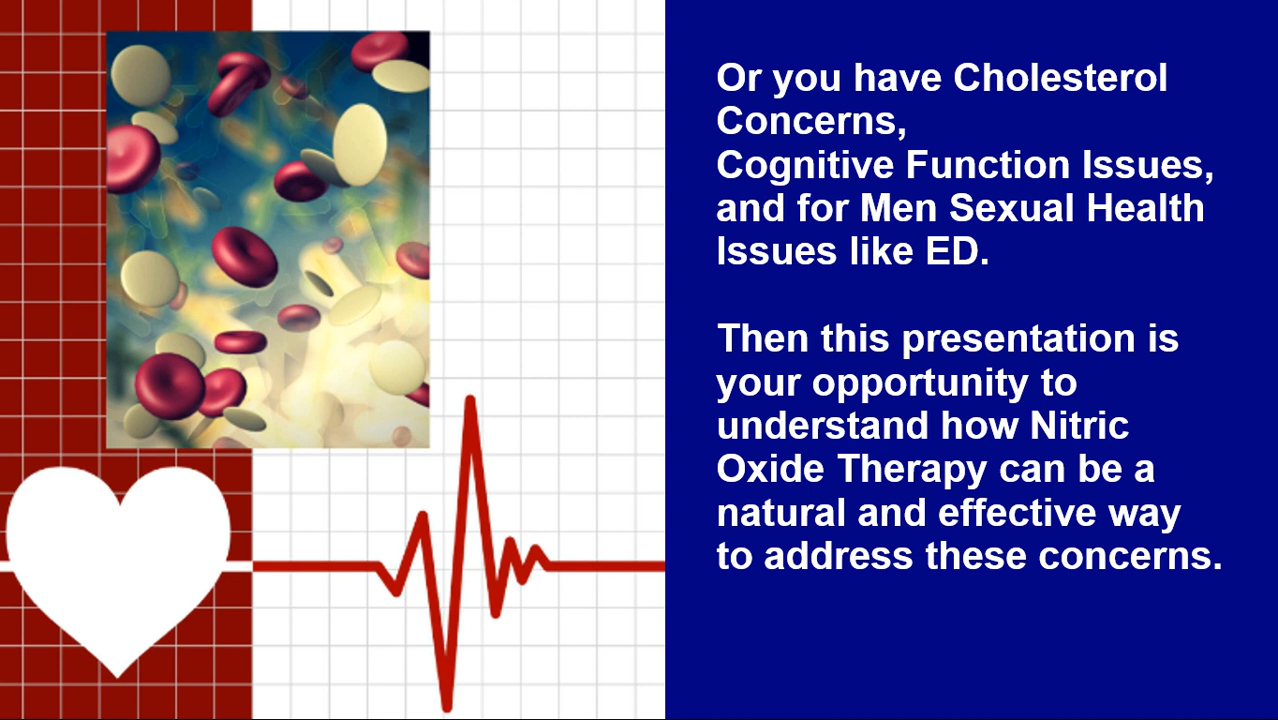 Or you have Cholesterol
Concerns,
Cognitive Function Issues,
and for Men Sexual Health
Issues like ED.
Then this presentation is
your opportunity to
understand how Nitric
Oxide Therapy can be a
natural and effective way
to address these concerns.